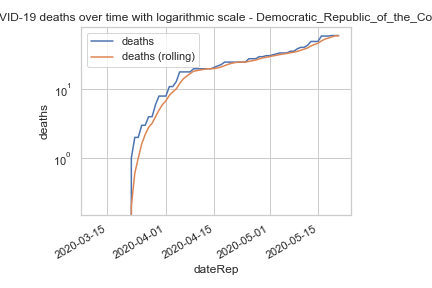 VID-19 deaths over time with logarithmic scale - Democratic_Republic_of_the_Co
deaths
deaths (rolling)
10¹
10⁰
deaths
2020-03-15
2020-04-01
2020-04-15
2020-05-01
2020-05-15
dateRep